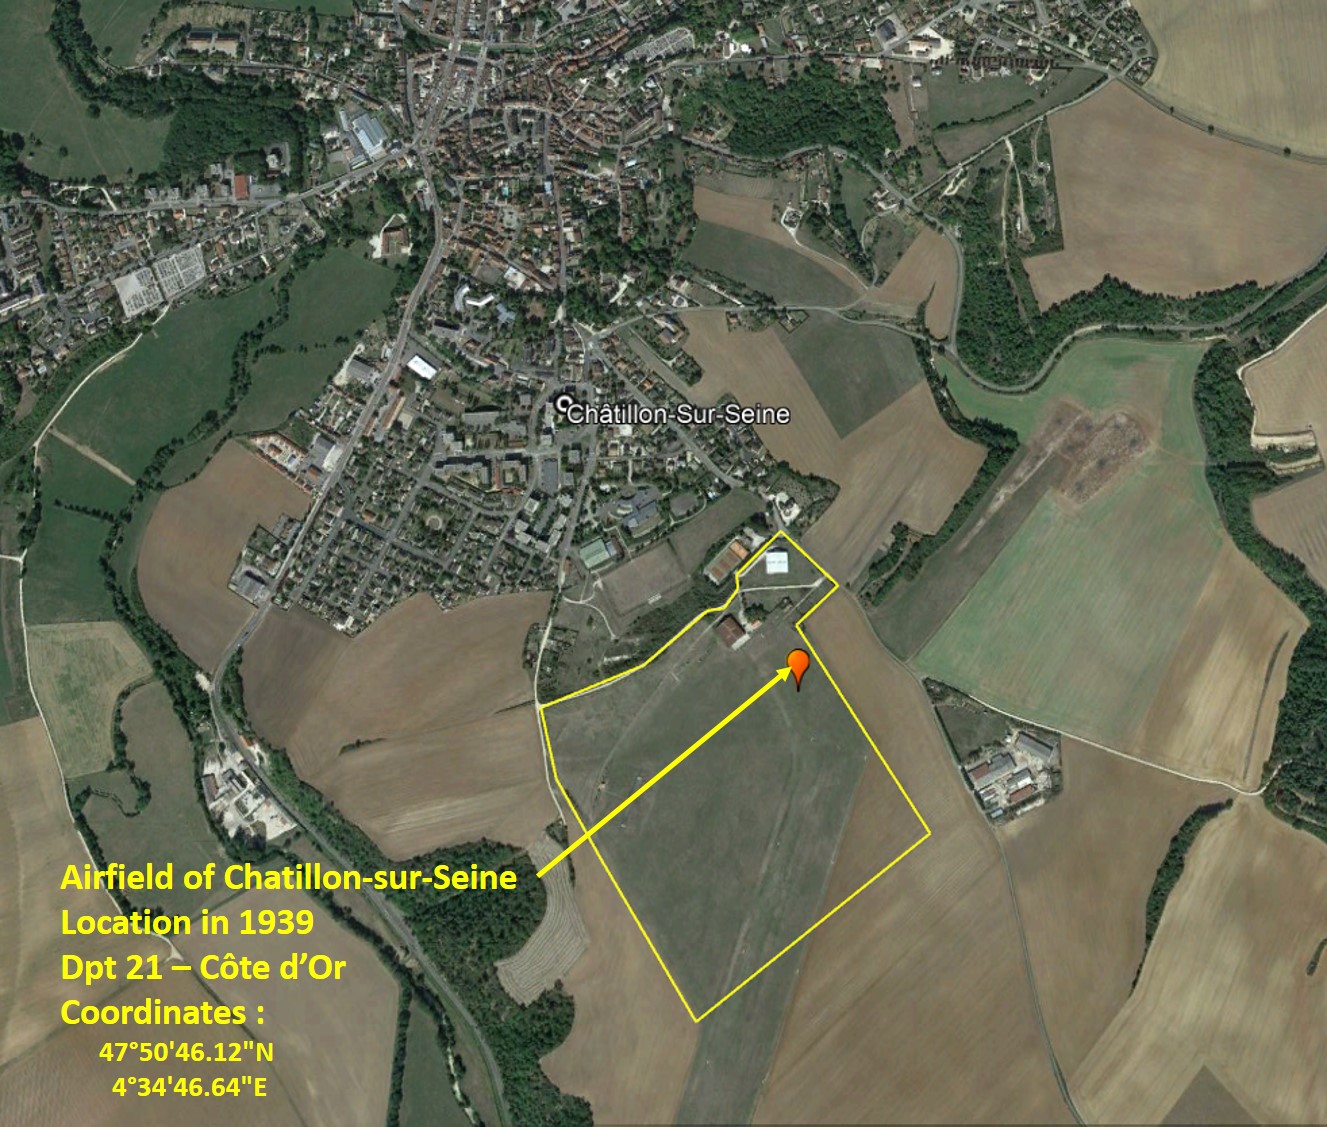 Châtillon-Sur-Seine
Airfield of Chatillon-sur-Seine
Location in 1939
Dpt 21 – Côte d’Or
Coordinates :
47°50'46.12"N
4°34'46.64"E